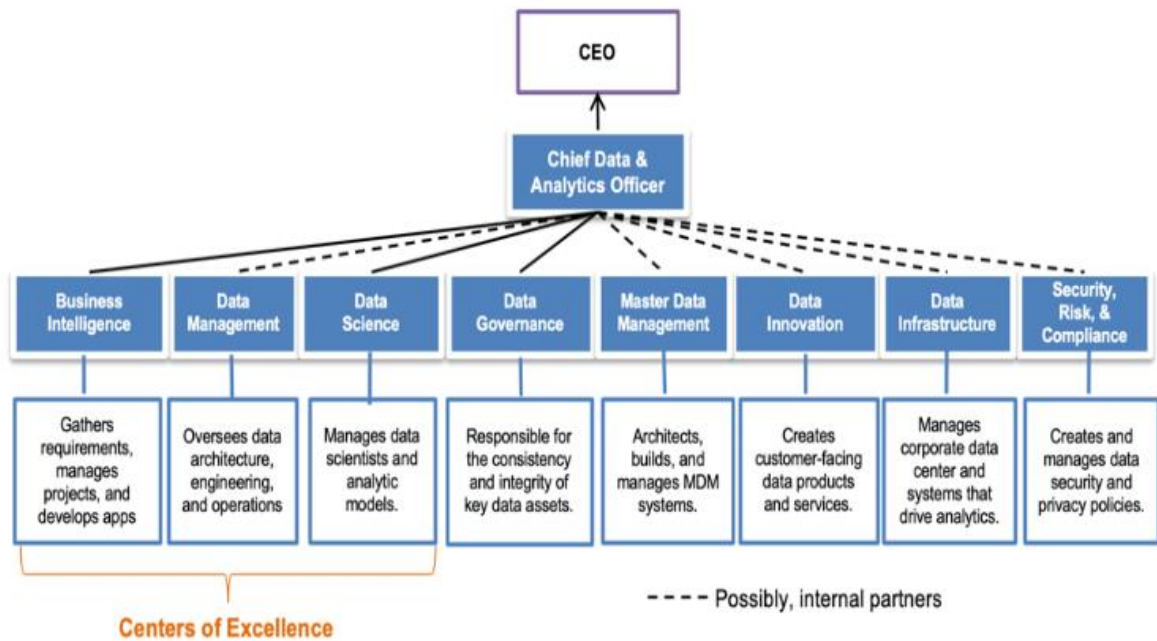 CEO
Chief Data &
Analytics Officer
Business
Intelligence
Data
Management
Data
Science
Data
Governance
Master Data
Management
Data
Innovation
Data
Infrastructure
Security,
Risk, &
Compliance
Gathers
requirements,
manages
projects, and
develops apps
Oversees data
architecture,
engineering,
and operations
Manages data
scientists and
analytic
models.
Responsible for
the consistency
and integrity of
key data assets.
Architects,
builds, and
manages MDM
systems.
Creates
customer-facing
data products
and services.
Manages
corporate data
center and
systems that
drive analytics.
Creates and
manages data
security and
privacy policies.
Centers of Excellence
Possibly, internal partners